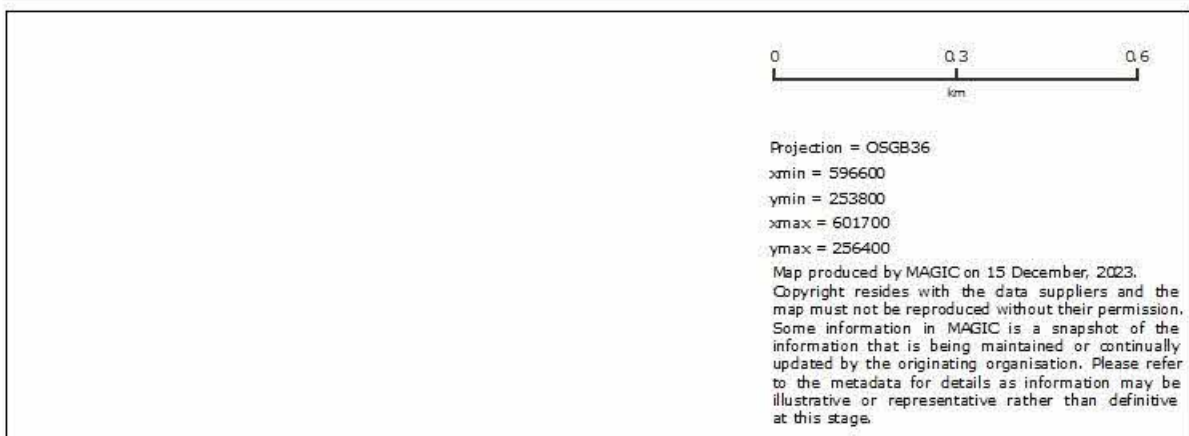 0 0.3 0.6
km
Projection = OSGB36
xmin = 596600
ymin = 253800
xmax = 601700
ymax = 256400
Map produced by MAGIC on 15 December, 2023.
Copyright resides with the data suppliers and the
map must not be reproduced without their permission.
Some information in MAGIC is a snapshot of the
information that is being maintained or continually
updated by the originating organisation. Please refer
to the metadata for details as information may be
illustrative or representative rather than definitive
at this stage.